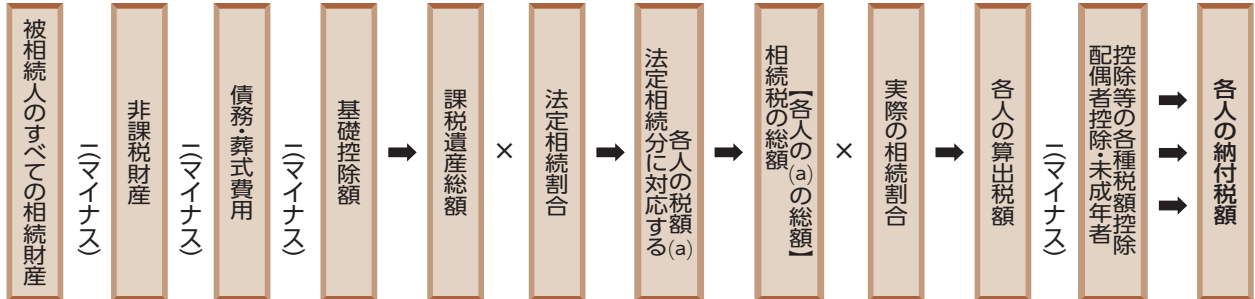 被相続人のすべての相続財産
－(マイナス)
非課税財産
－(マイナス)
債務・葬式費用
－(マイナス)
基礎控除額
➡
課税遺産総額
×
法定相続割合
➡
法定相続分に対応する
各人の税額(a)
➡
相続税の総額
【各人の(a)の総額】
×
実際の相続割合
➡
各人の算出税額
－(マイナス)
配偶者控除・未成年者
控除等の各種税額控除
➡
➡
➡
各人の納付税額